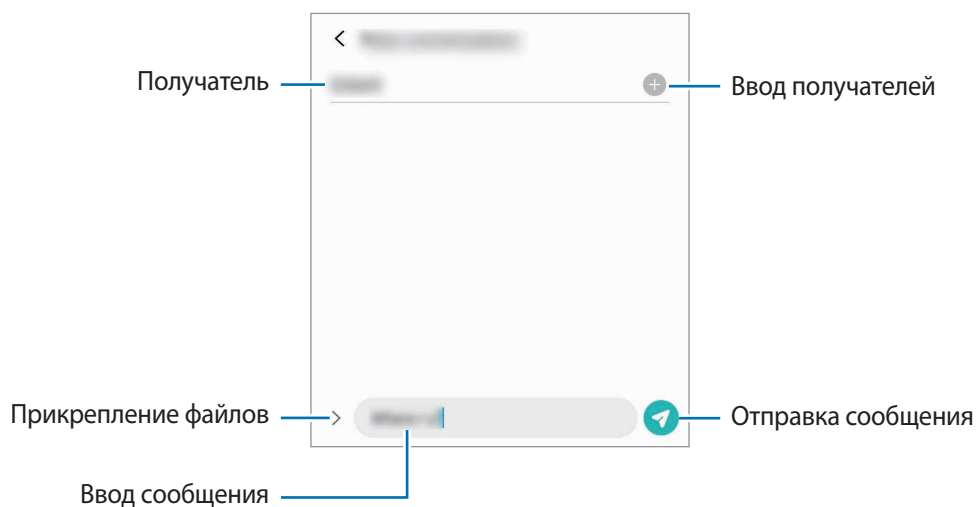 Получатель
Ввод получателей
Прикрепление файлов
Отправка сообщения
Ввод сообщения